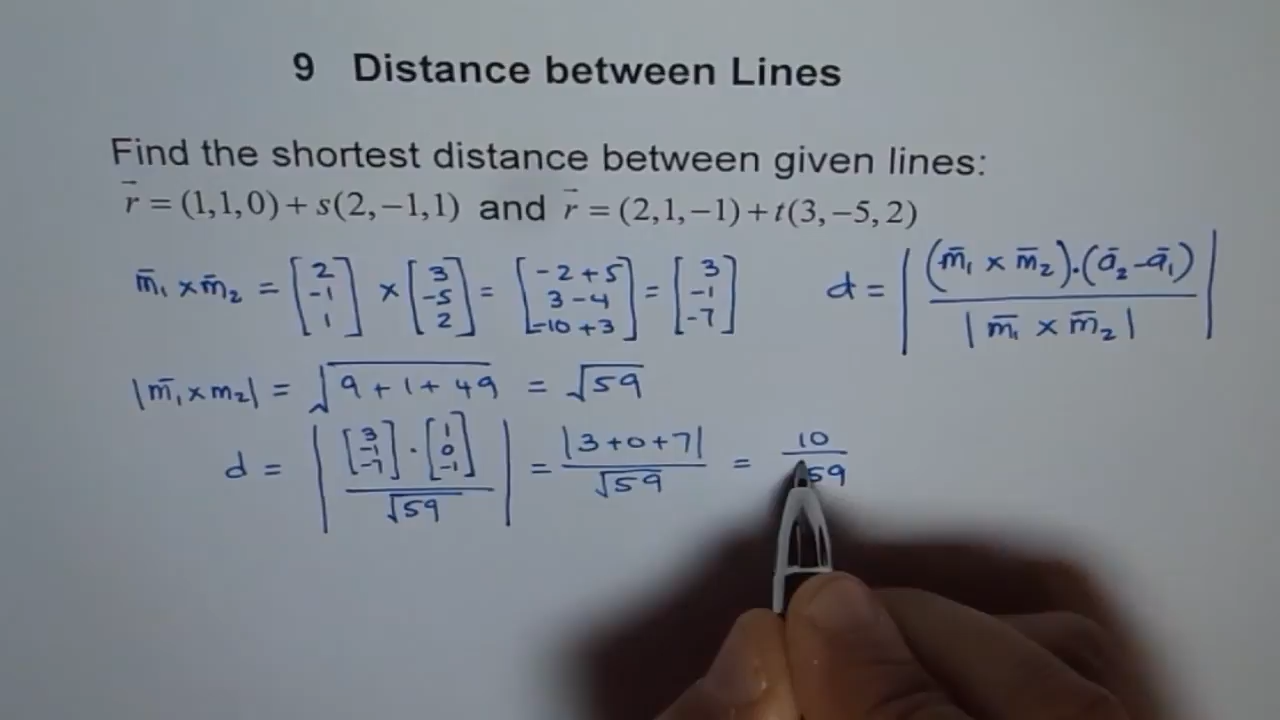 9 Distance between Lines
Find the shortest distance between given lines:
r⃗ = (1,1,0) + s(2,−1,1) and r⃗ = (2,1,−1) + t(3,−5,2)
m̄₁ × m̄₂ = [2 -1 1] × [3 -5 2] = [-2+5 3-4 -10+3] = [3 -1 -7]
d = | (m̄₁ × m̄₂)·(ā₂-ā₁) / |m̄₁ × m̄₂| |
|m̄₁ × m₂| = √9+1+49 = √59
d = | [3 -1 -7] · [1 0 -1] / √59 | = |3+0+7| / √59 = 10 / √59